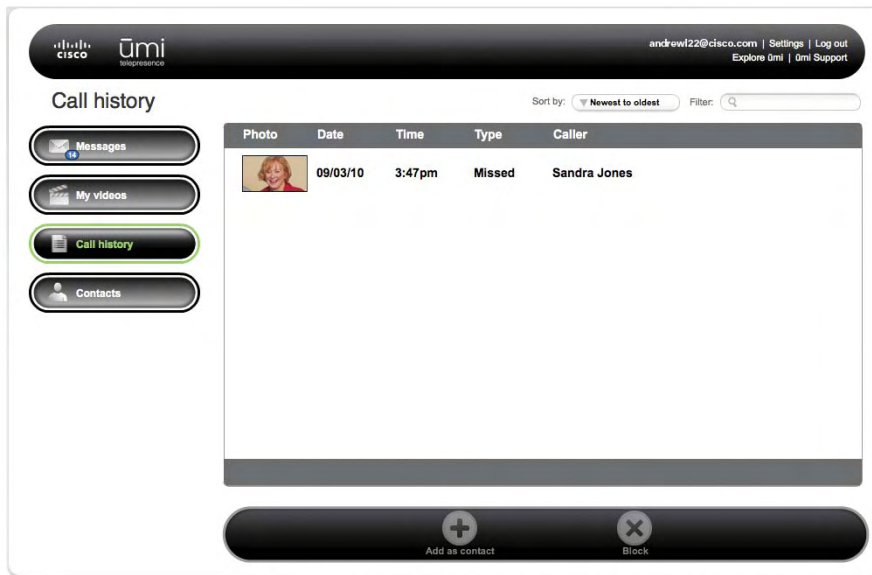 cisco
ūmi
telepresence
andrewl22@cisco.com | Settings | Log out
Explore ūmi | ūmi Support
Call history
Sort by: Newest to oldest Filter:
Messages
14
My videos
Call history
Contacts
Photo Date Time Type Caller
09/03/10 3:47pm Missed Sandra Jones
Add as contact Block